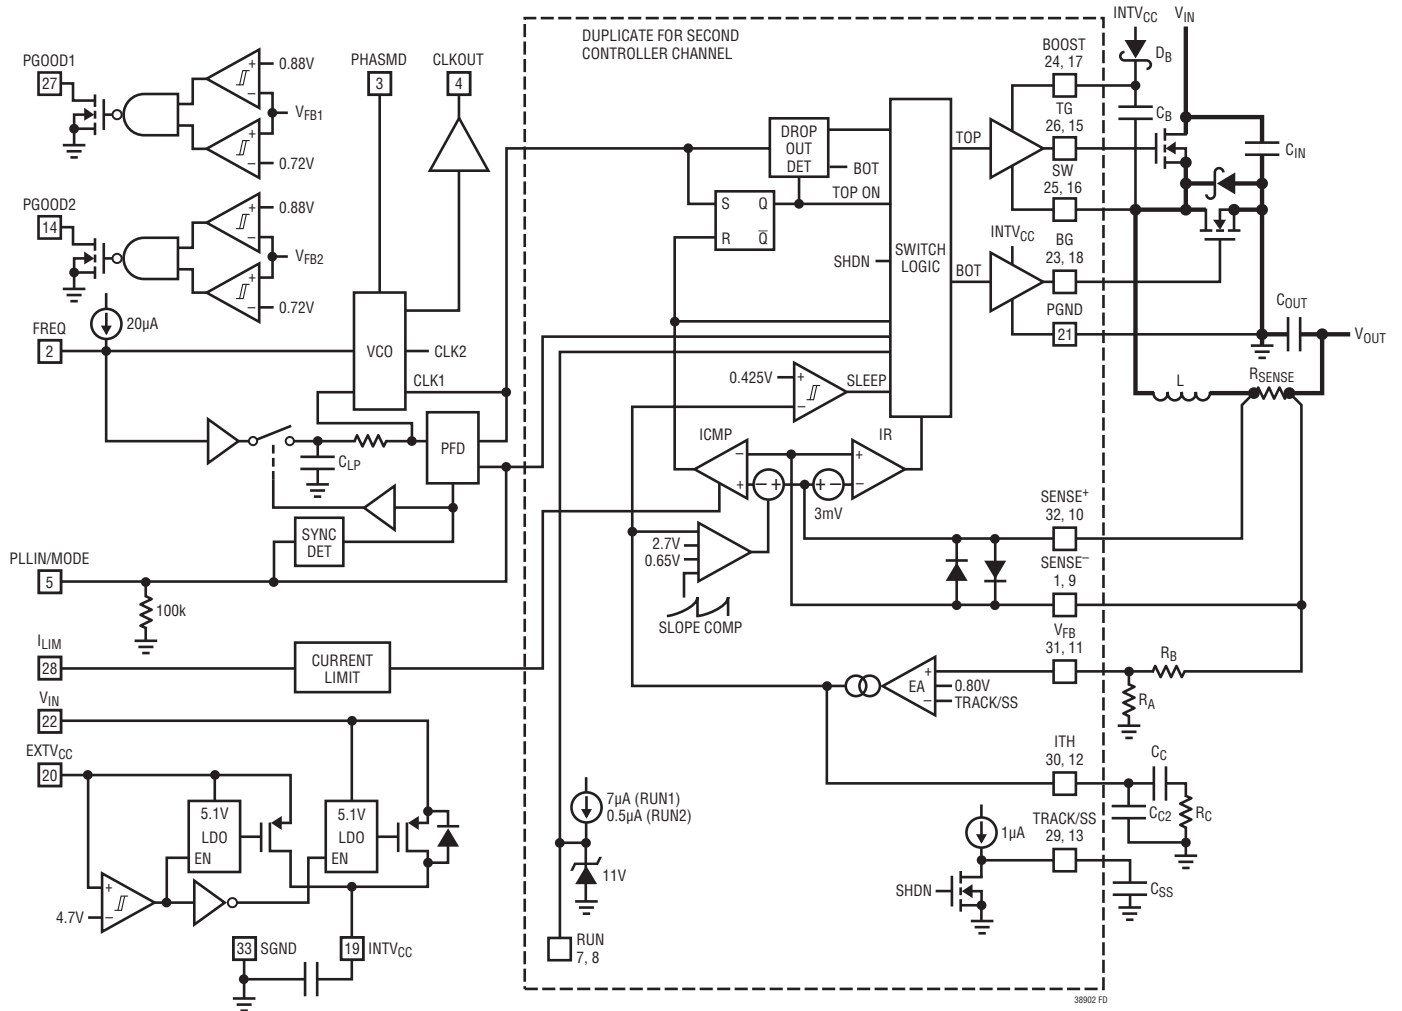 PGOOD1
27
0.88V
VFB1
0.72V
PGOOD2
14
0.88V
VFB2
0.72V
PHASMD
3
CLKOUT
4
20µA
FREQ
2
VCO
CLK2
CLK1
CLP
PFD
SYNC
DET
PLLIN/MODE
5
100k
ILIM
28
CURRENT
LIMIT
VIN
22
EXTVCC
20
5.1V
LDO
EN
5.1V
LDO
EN
+
4.7V
–
33 SGND
19 INTVCC
DUPLICATE FOR SECOND
CONTROLLER CHANNEL
DROP
OUT
DET
BOT
TOP ON
S Q
R Q̅
SHDN
SWITCH
LOGIC
TOP
BOT
INTVCC
0.425V
+
–
SLEEP
ICMP
–
+
– +
+ –
3mV
IR
+
–
2.7V
0.65V
SLOPE COMP
EA
+
0.80V
–
TRACK/SS
7µA (RUN1)
0.5µA (RUN2)
11V
RUN
7, 8
1µA
SHDN
BOOST
24, 17
TG
26, 15
SW
25, 16
BG
23, 18
PGND
21
SENSE+
32, 10
SENSE–
1, 9
VFB
31, 11
ITH
30, 12
TRACK/SS
29, 13
INTVCC
VIN
DB
CB
CIN
COUT
VOUT
L
RSENSE
RB
RA
CC
CC2
RC
CSS
38902 FD